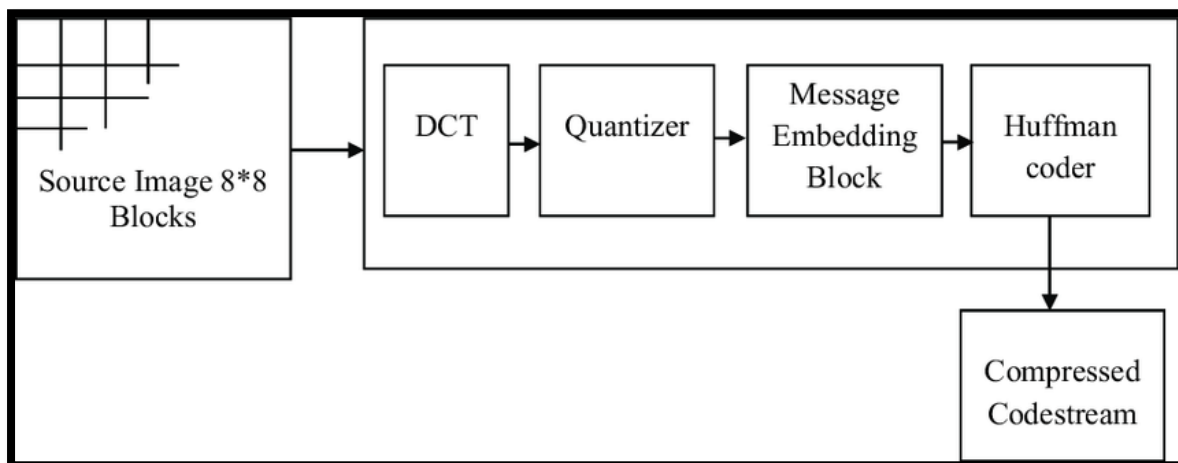 Source Image 8*8
Blocks
DCT
Quantizer
Message
Embedding
Block
Huffman
coder
Compressed
Codestream